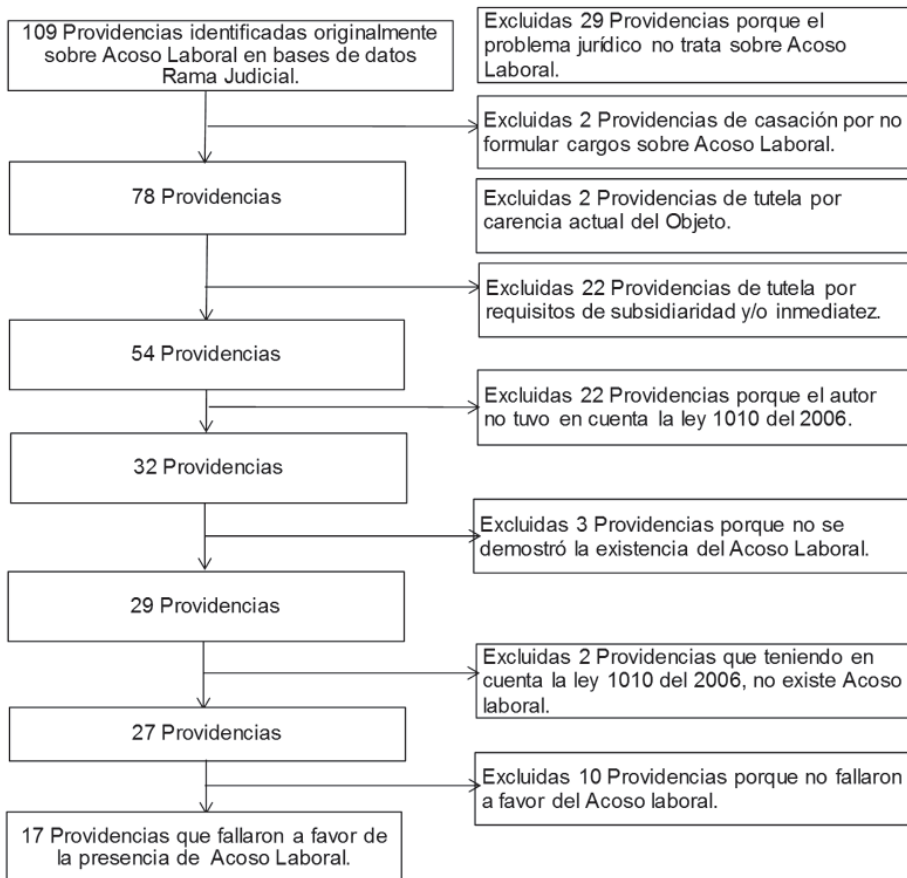 109 Providencias identificadas originalmente
sobre Acoso Laboral en bases de datos
Rama Judicial.
Excluidas 29 Providencias porque el
problema jurídico no trata sobre Acoso
Laboral.
Excluidas 2 Providencias de casación por no
formular cargos sobre Acoso Laboral.
78 Providencias
Excluidas 2 Providencias de tutela por
carencia actual del Objeto.
Excluidas 22 Providencias de tutela por
requisitos de subsidiaridad y/o inmediatez.
54 Providencias
Excluidas 22 Providencias porque el autor
no tuvo en cuenta la ley 1010 del 2006.
32 Providencias
Excluidas 3 Providencias porque no se
demostró la existencia del Acoso Laboral.
29 Providencias
Excluidas 2 Providencias que teniendo en
cuenta la ley 1010 del 2006, no existe Acoso
laboral.
27 Providencias
Excluidas 10 Providencias porque no fallaron
a favor del Acoso laboral.
17 Providencias que fallaron a favor de
la presencia de Acoso Laboral.